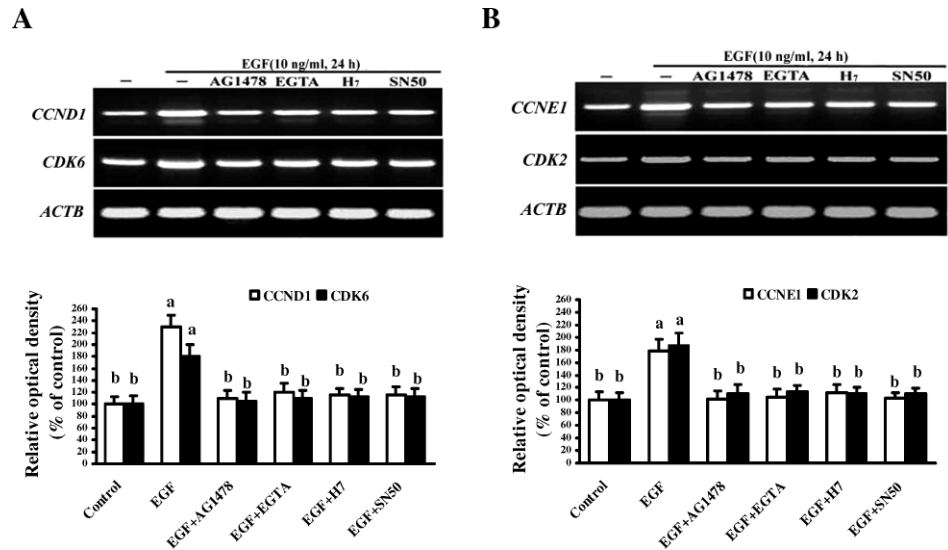 A
EGF(10 ng/ml, 24 h)
– – AG1478 EGTA H₇ SN50
CCND1
CDK6
ACTB
Relative optical density
(% of control)
CCND1 CDK6
260
240
220
200
180
160
140
120
100
80
60
40
20
0
b b a a b b b b b b b b
Control EGF EGF+AG1478 EGF+EGTA EGF+H7 EGF+SN50
B
EGF(10 ng/ml, 24 h)
– – AG1478 EGTA H₇ SN50
CCNE1
CDK2
ACTB
Relative optical density
(% of control)
CCNE1 CDK2
260
240
220
200
180
160
140
120
100
80
60
40
20
0
b b a a b b b b b b b b
Control EGF EGF+AG1478 EGF+EGTA EGF+H7 EGF+SN50